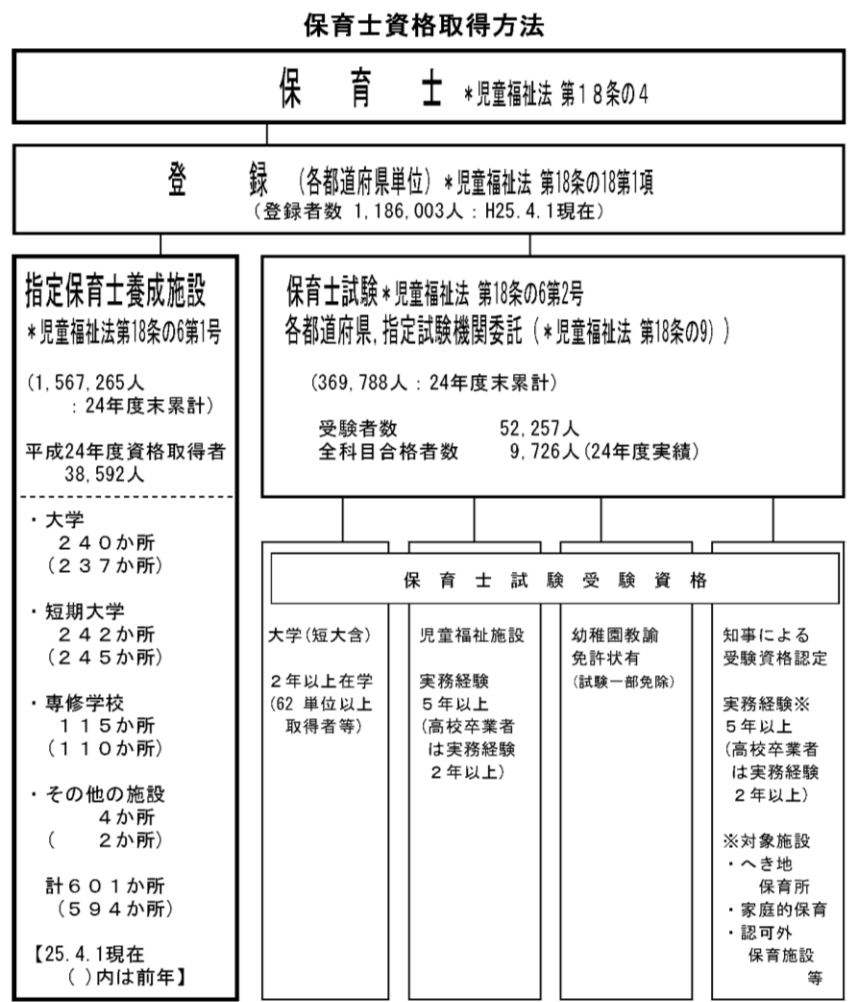 保育士資格取得方法
保　育　士 ＊児童福祉法 第１８条の４
登　録 （各都道府県単位）＊児童福祉法 第18条の18第1項
（登録者数 1,186,003人：H25.4.1現在）
指定保育士養成施設
＊児童福祉法第18条の6第1号
(1,567,265人
：24年度末累計)
平成24年度資格取得者
38,592人
・大学
２４０か所
(２３７か所)
・短期大学
２４２か所
(２４５か所)
・専修学校
１１５か所
(１１０か所)
・その他の施設
４か所
(　２か所)
計６０１か所
(５９４か所)
【25.4.1現在
( )内は前年】
保育士試験＊児童福祉法 第18条の6第2号
各都道府県,指定試験機関委託（＊児童福祉法 第18条の9））
(369,788人：24年度末累計)
受験者数　52,257人
全科目合格者数　9,726人(24年度実績)
保育士試験受験資格
大学(短大含)
２年以上在学
(62 単位以上
取得者等)
児童福祉施設
実務経験
５年以上
(高校卒業者
は実務経験
２年以上)
幼稚園教諭
免許状有
(試験一部免除)
知事による
受験資格認定
実務経験※
５年以上
(高校卒業者
は実務経験
２年以上)
※対象施設
・へき地
保育所
・家庭的保育
・認可外
保育施設
等